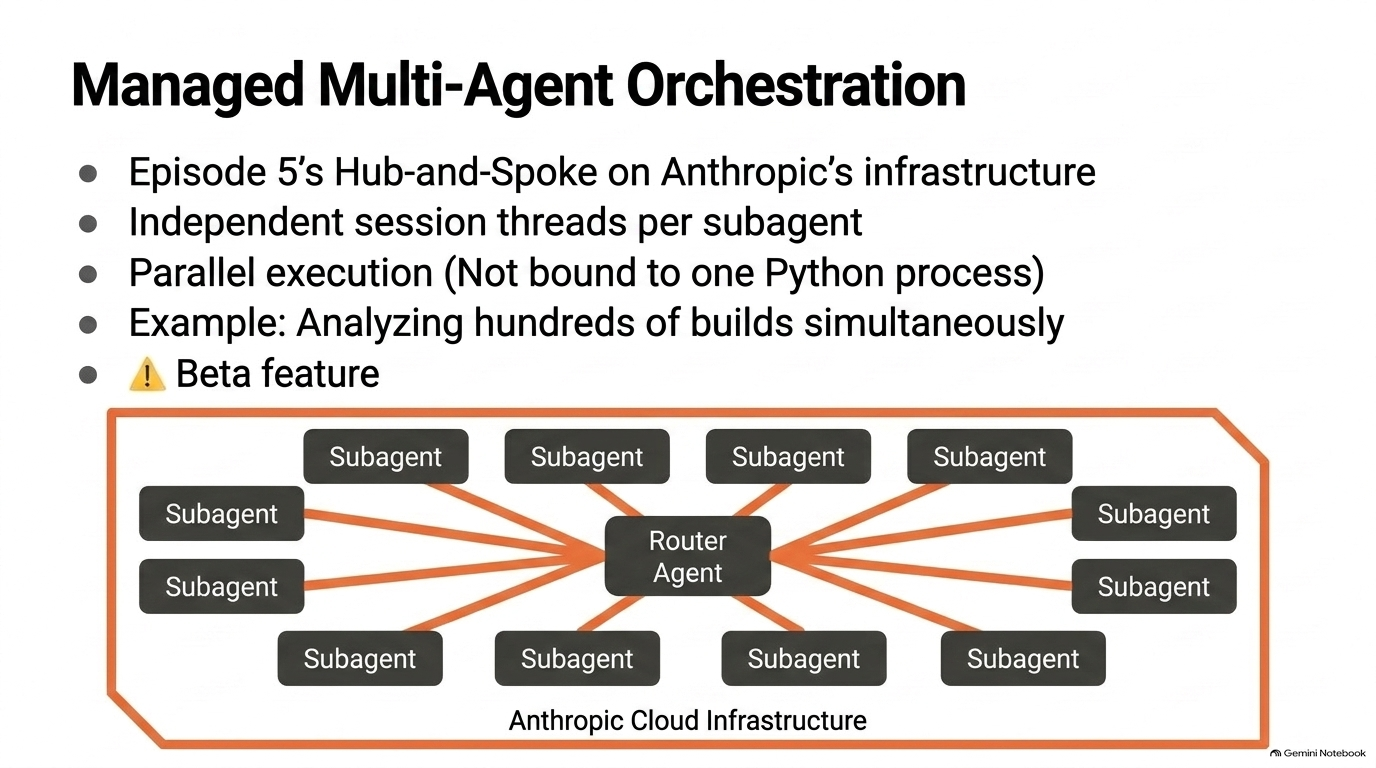 Managed Multi-Agent Orchestration
Episode 5’s Hub-and-Spoke on Anthropic’s infrastructure
Independent session threads per subagent
Parallel execution (Not bound to one Python process)
Example: Analyzing hundreds of builds simultaneously
⚠️ Beta feature
Subagent
Subagent
Subagent
Subagent
Subagent
Subagent
Router
Agent
Subagent
Subagent
Subagent
Subagent
Subagent
Subagent
Anthropic Cloud Infrastructure
Gemini Notebook